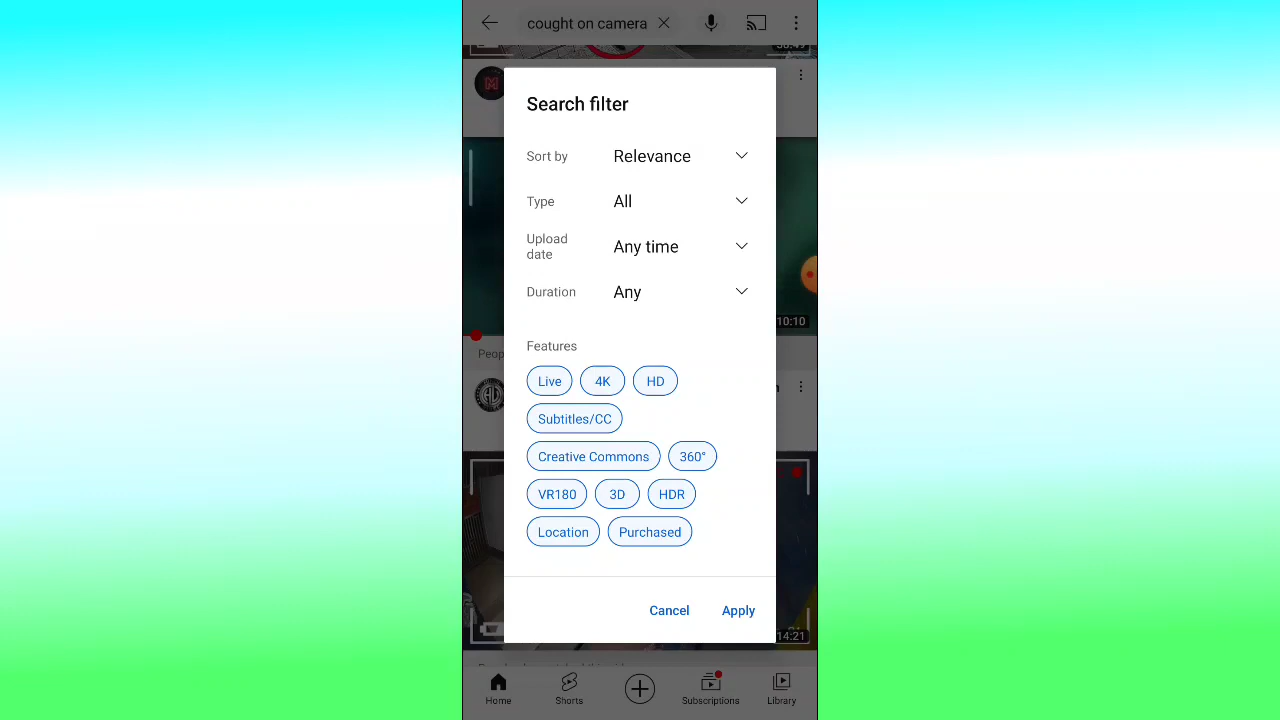 cought on camera
Search filter
Sort by Relevance
Type All
Upload date Any time
Duration Any
Features
Live 4K HD
Subtitles/CC
Creative Commons 360°
VR180 3D HDR
Location Purchased
Cancel Apply
10:10
Peop
14:21
Home Shorts Subscriptions Library